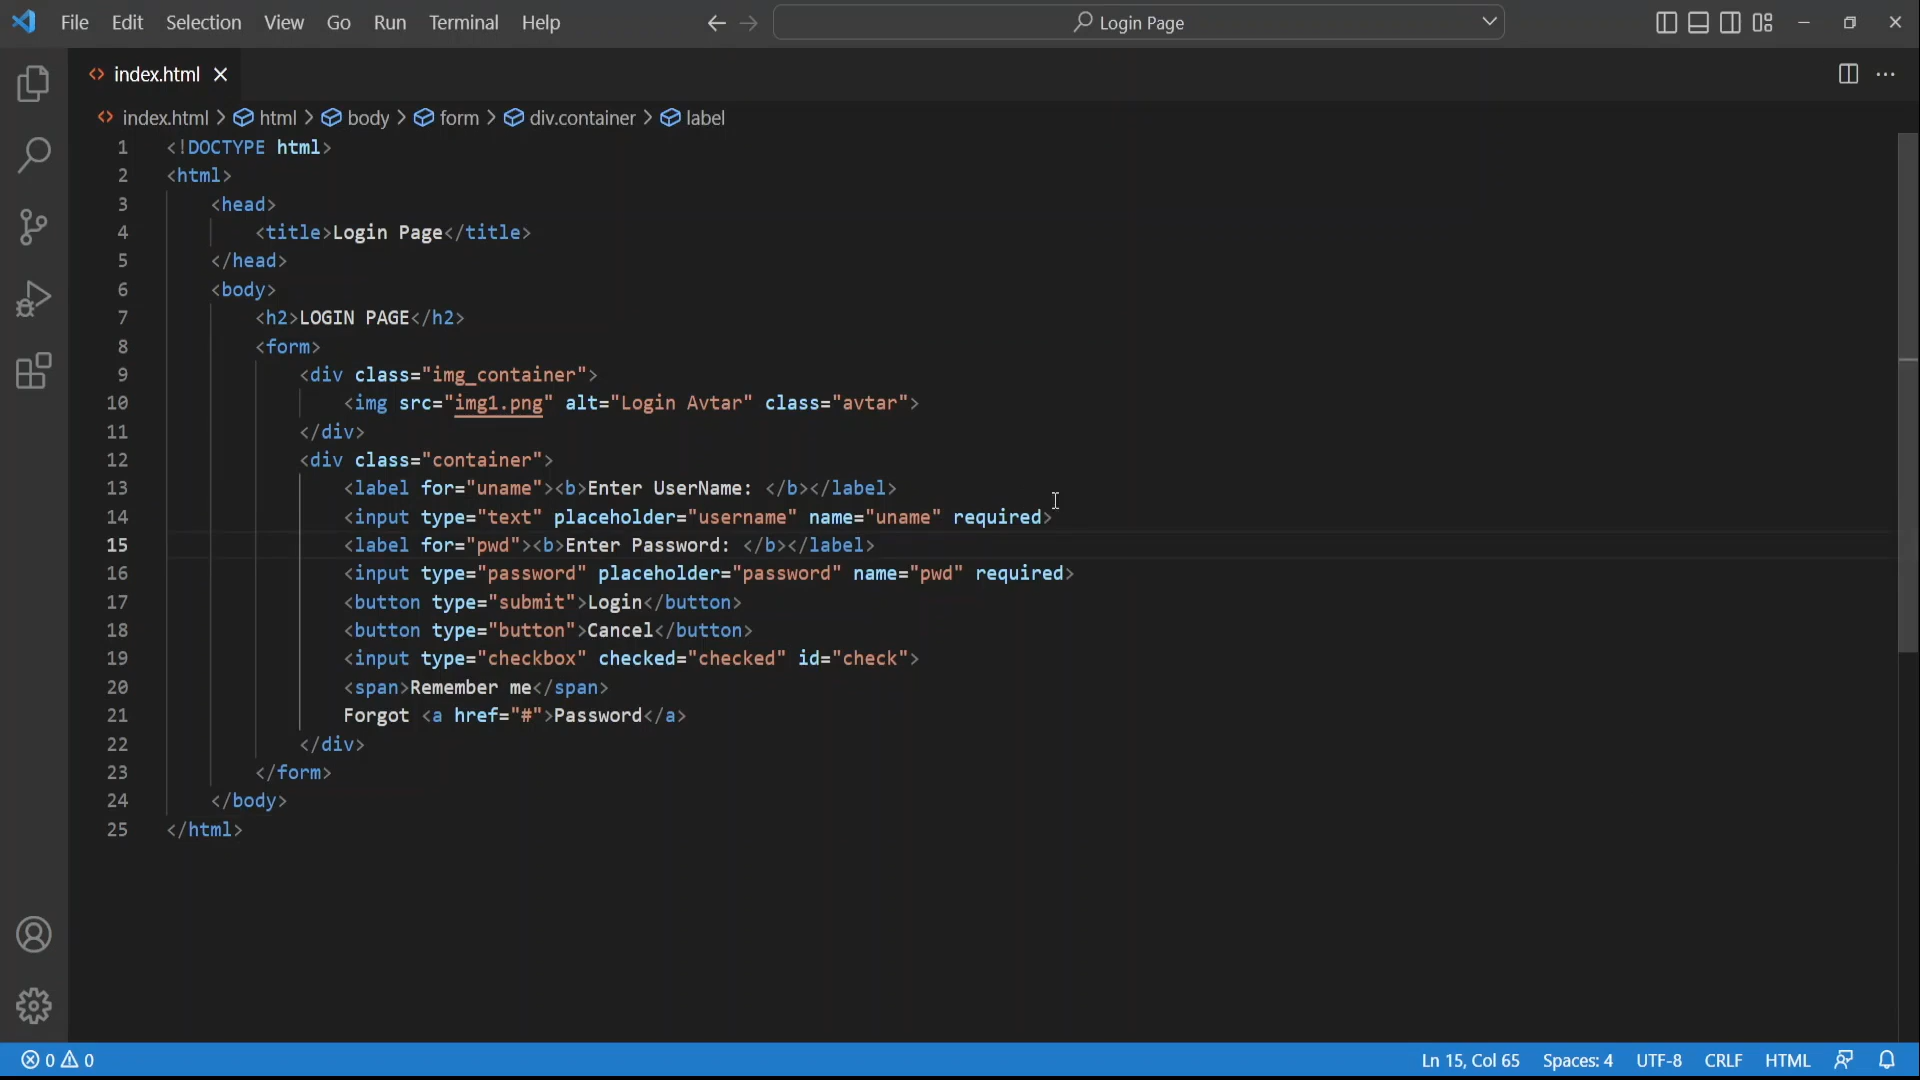 File Edit Selection View Go Run Terminal Help Login Page
index.html
index.html > html > body > form > div.container > label
1 <!DOCTYPE html>
2 <html>
3 <head>
4 <title>Login Page</title>
5 </head>
6 <body>
7 <h2>LOGIN PAGE</h2>
8 <form>
9 <div class="img_container">
10 <img src="img1.png" alt="Login Avtar" class="avtar">
11 </div>
12 <div class="container">
13 <label for="uname"><b>Enter UserName: </b></label>
14 <input type="text" placeholder="username" name="uname" required>
15 <label for="pwd"><b>Enter Password: </b></label>
16 <input type="password" placeholder="password" name="pwd" required>
17 <button type="submit">Login</button>
18 <button type="button">Cancel</button>
19 <input type="checkbox" checked="checked" id="check">
20 <span>Remember me</span>
21 Forgot <a href="#">Password</a>
22 </div>
23 </form>
24 </body>
25 </html>
0 0 Ln 15, Col 65 Spaces: 4 UTF-8 CRLF HTML